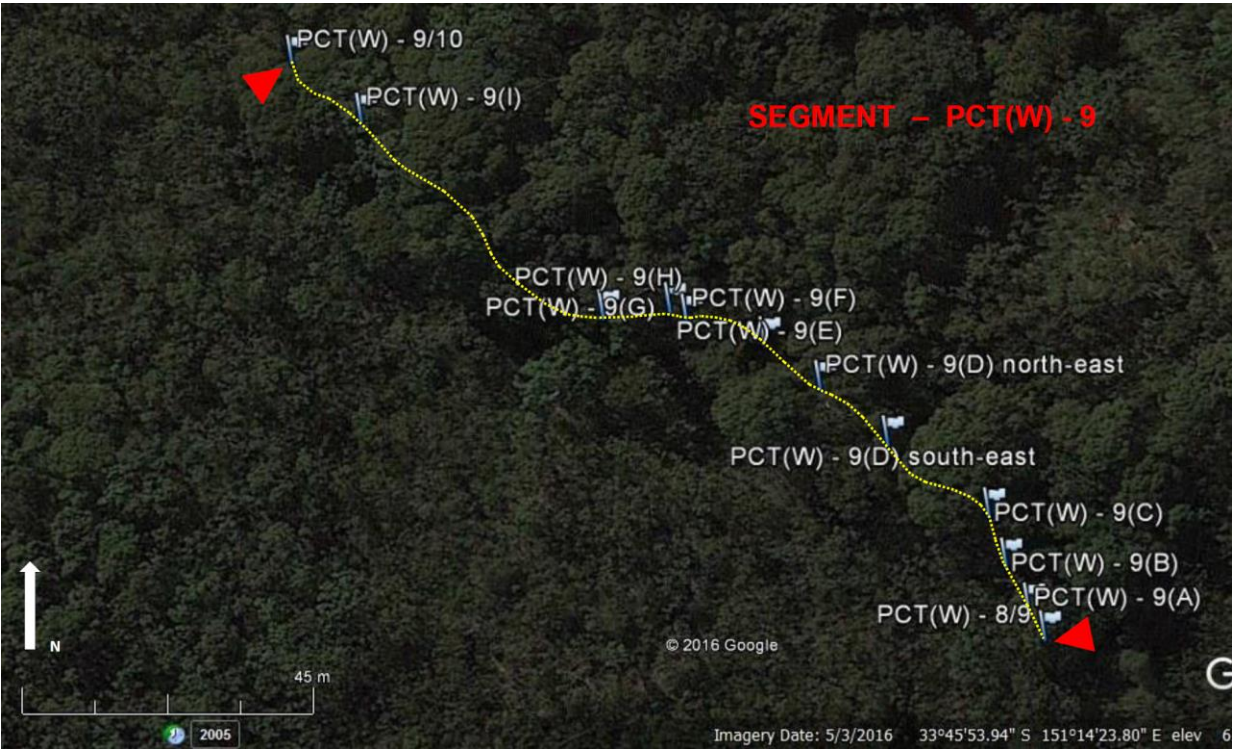 PCT(W) - 9/10
PCT(W) - 9(I)
SEGMENT – PCT(W) - 9
PCT(W) - 9(H)
PCT(W) - 9(G)
PCT(W) - 9(F)
PCT(W) - 9(E)
PCT(W) - 9(D) north-east
PCT(W) - 9(D) south-east
PCT(W) - 9(C)
PCT(W) - 9(B)
PCT(W) - 9(A)
PCT(W) - 8/9
N
© 2016 Google
45 m
G
2005
Imagery Date: 5/3/2016 33°45'53.94" S 151°14'23.80" E elev 6